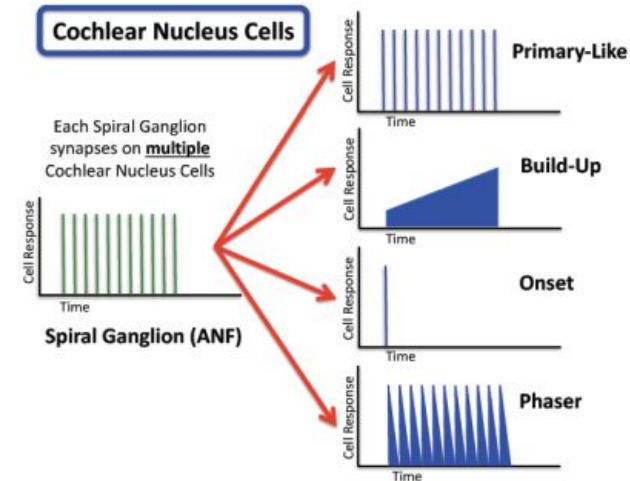 Cochlear Nucleus Cells
Each Spiral Ganglion
synapses on multiple
Cochlear Nucleus Cells
Cell Response
Time
Spiral Ganglion (ANF)
Cell Response
Time
Primary-Like
Cell Response
Time
Build-Up
Cell Response
Time
Onset
Cell Response
Time
Phaser